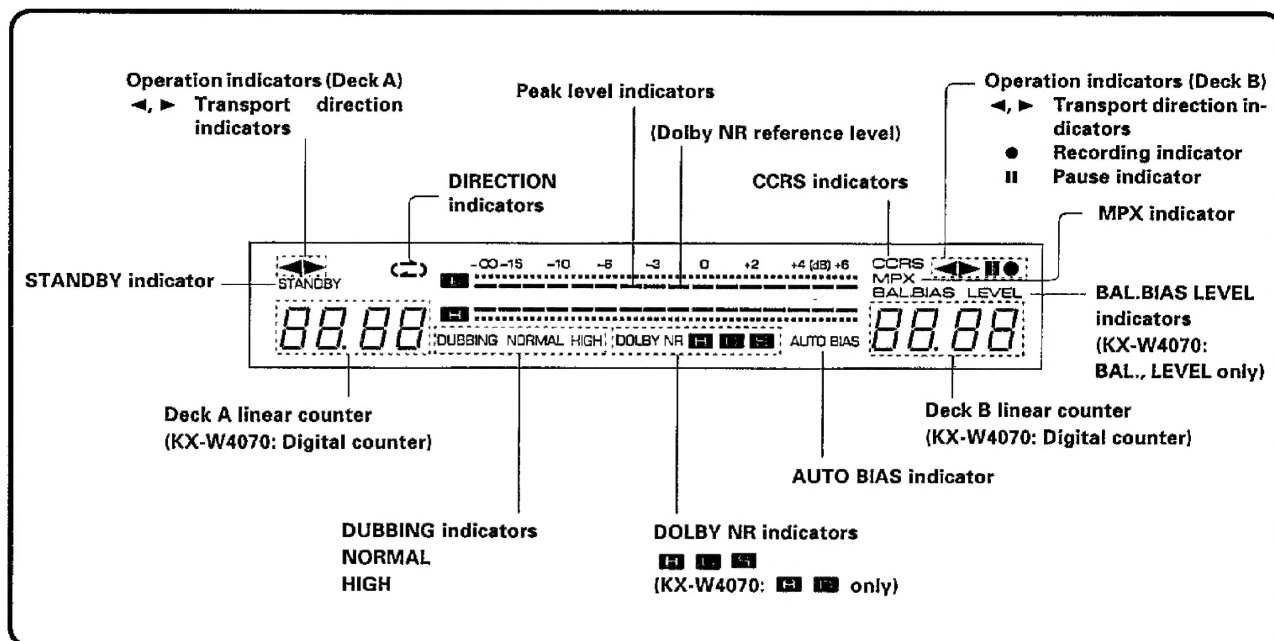 Operation indicators (Deck A)
◄, ► Transport direction
indicators
Peak level indicators
(Dolby NR reference level)
Operation indicators (Deck B)
◄, ► Transport direction in-
dicators
● Recording indicator
II Pause indicator
DIRECTION
indicators
CCRS indicators
MPX indicator
STANDBY indicator
STANDBY
-∞ -15 -10 -6 -3 0 +2 +4 (dB) +6
L
CCRS
MPX
BAL.BIAS LEVEL
88.88
DUBBING NORMAL HIGH
DOLBY NR
AUTO BIAS
88.88
BAL.BIAS LEVEL
indicators
(KX-W4070:
BAL., LEVEL only)
Deck A linear counter
(KX-W4070: Digital counter)
Deck B linear counter
(KX-W4070: Digital counter)
AUTO BIAS indicator
DUBBING indicators
NORMAL
HIGH
DOLBY NR indicators
(KX-W4070: only)